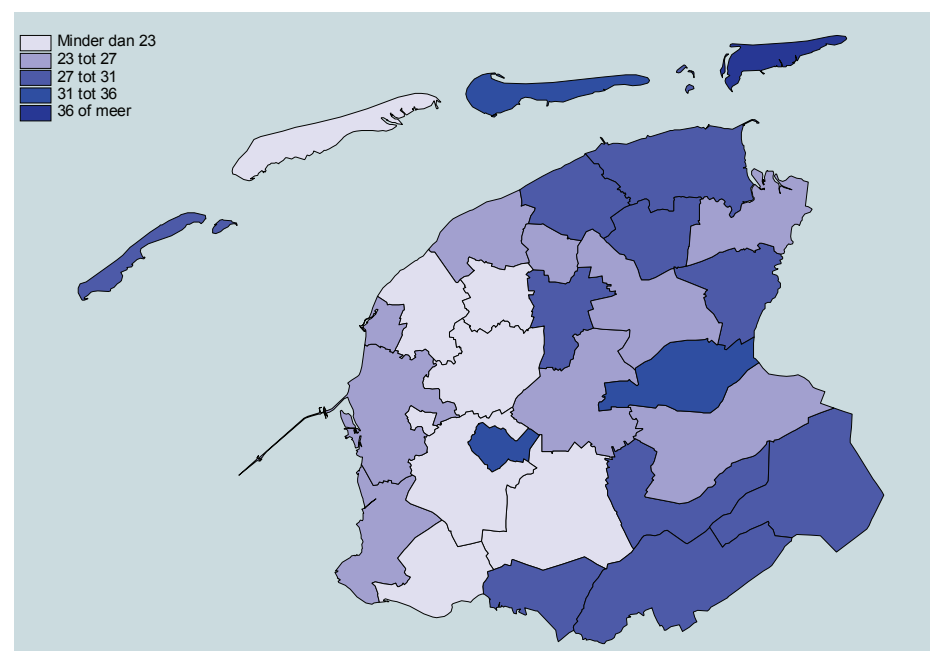 Minder dan 23
23 tot 27
27 tot 31
31 tot 36
36 of meer